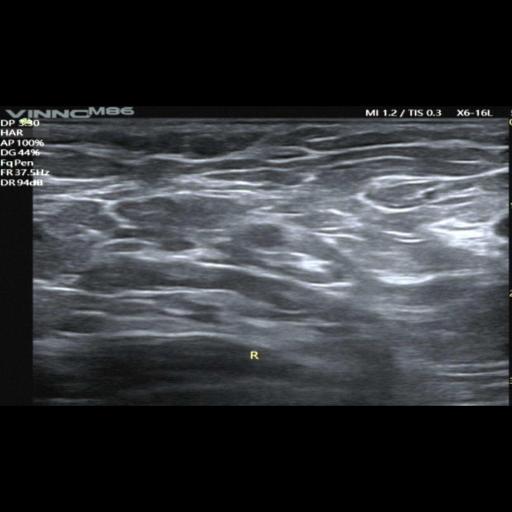 VINNO M86
MI 1.2 / TIS 0.3 X6-16L
HAR
AP 100%
DG 44%
FqPen
FR 37.5Hz
DR 94dB
R